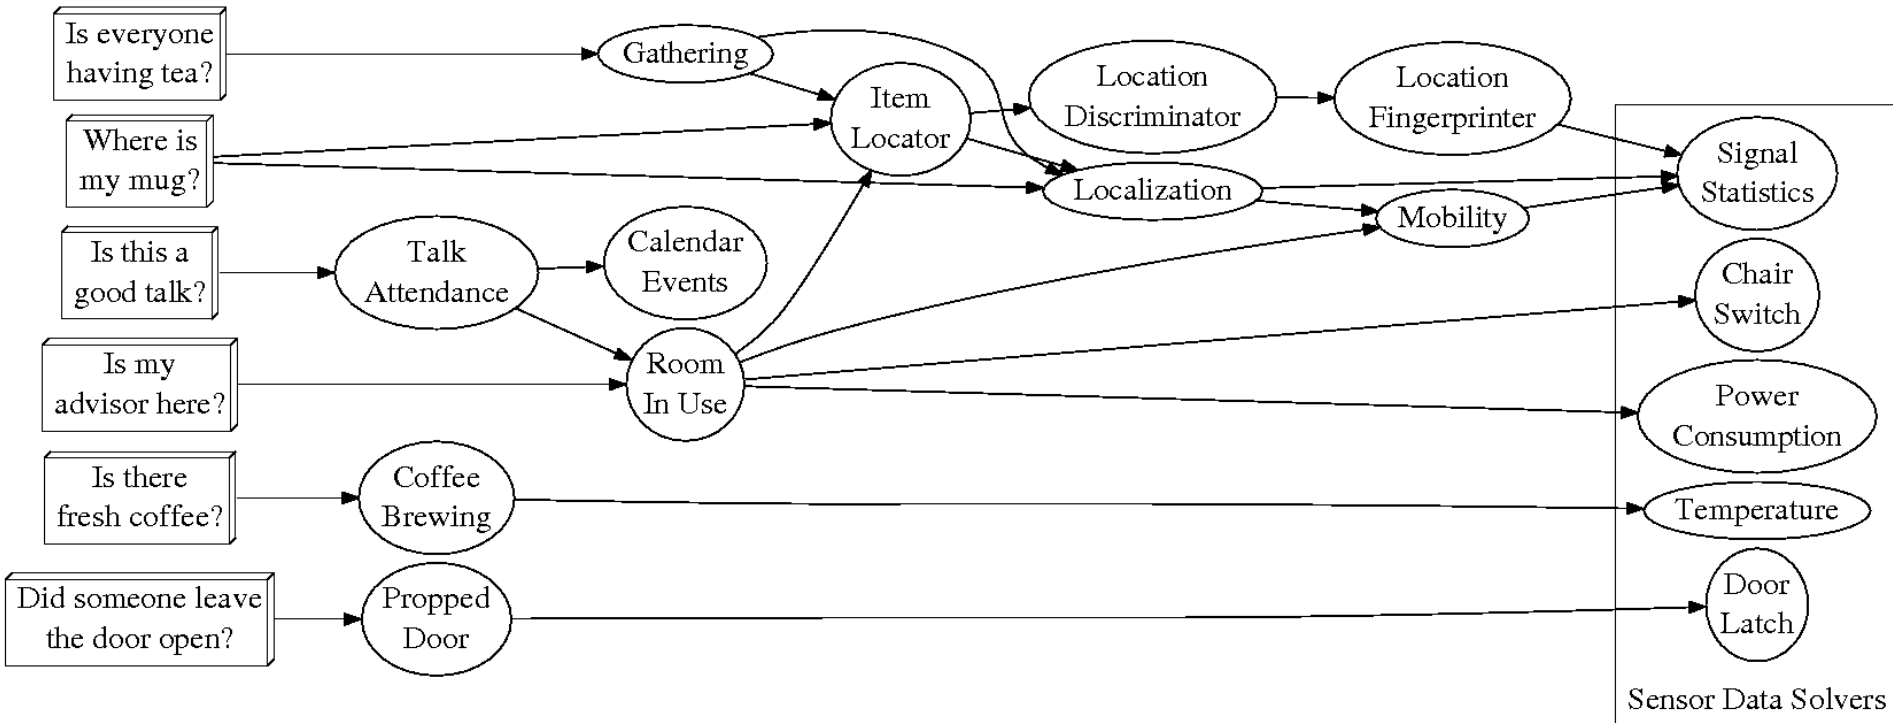 Is everyone
having tea?
Where is
my mug?
Is this a
good talk?
Is my
advisor here?
Is there
fresh coffee?
Did someone leave
the door open?
Talk
Attendance
Coffee
Brewing
Propped
Door
Gathering
Calendar
Events
Room
In Use
Item
Locator
Location
Discriminator
Localization
Location
Fingerprinter
Mobility
Signal
Statistics
Chair
Switch
Power
Consumption
Temperature
Door
Latch
Sensor Data Solvers